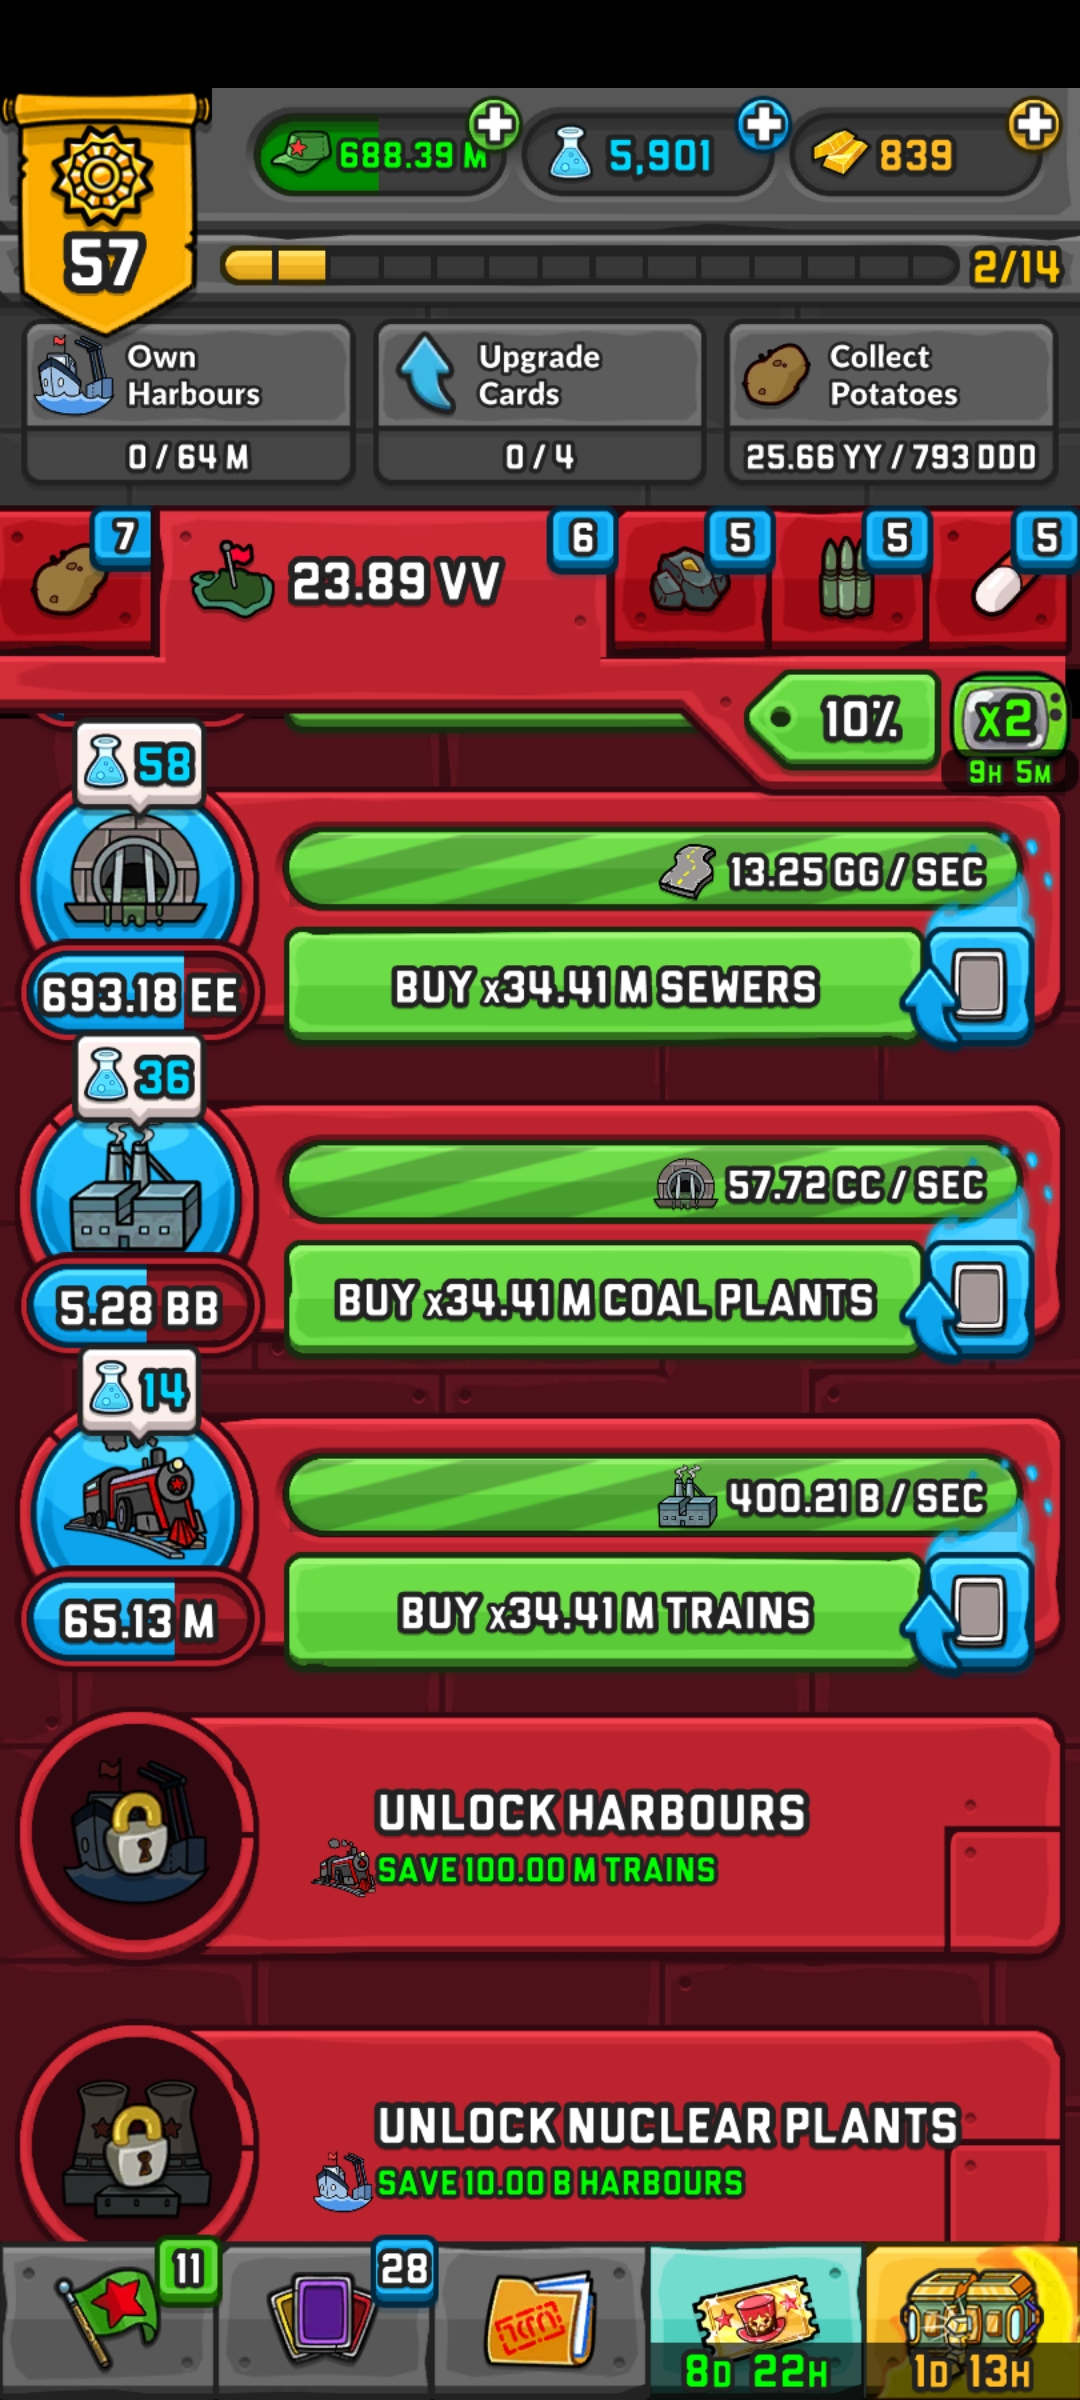 57
688.39 M
5,901
839
2/14
Own
Harbours
0 / 64 M
Upgrade
Cards
0 / 4
Collect
Potatoes
25.66 YY / 793 DDD
7
23.89 VV
6
5
5
5
10%
x2
9H 5M
58
13.25 GG / SEC
693.18 EE
BUY x34.41 M SEWERS
36
57.72 CC / SEC
5.28 BB
BUY x34.41 M COAL PLANTS
14
400.21 B / SEC
65.13 M
BUY x34.41 M TRAINS
UNLOCK HARBOURS
SAVE 100.00 M TRAINS
UNLOCK NUCLEAR PLANTS
SAVE 10.00 B HARBOURS
11
28
8D 22H
1D 13H